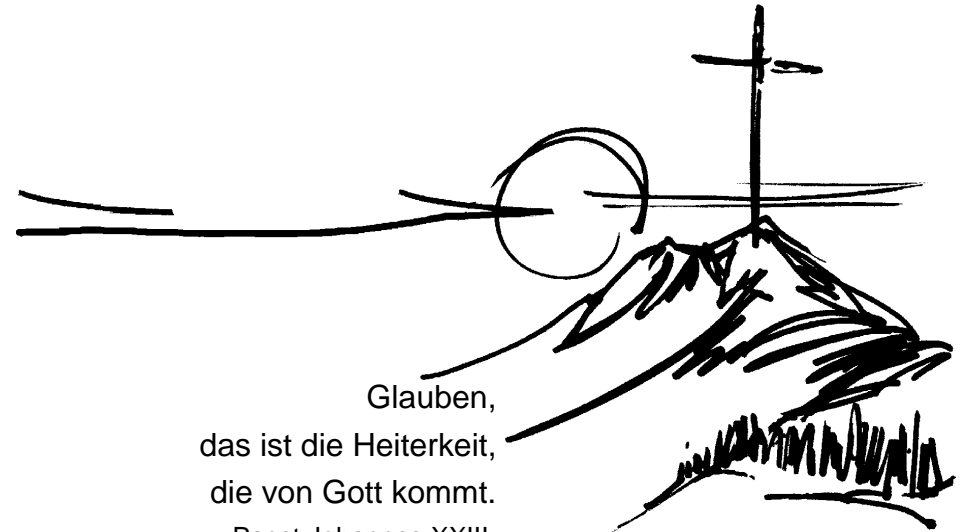 Glauben,
das ist die Heiterkeit,
die von Gott kommt.
Papst Johannes XXIII.